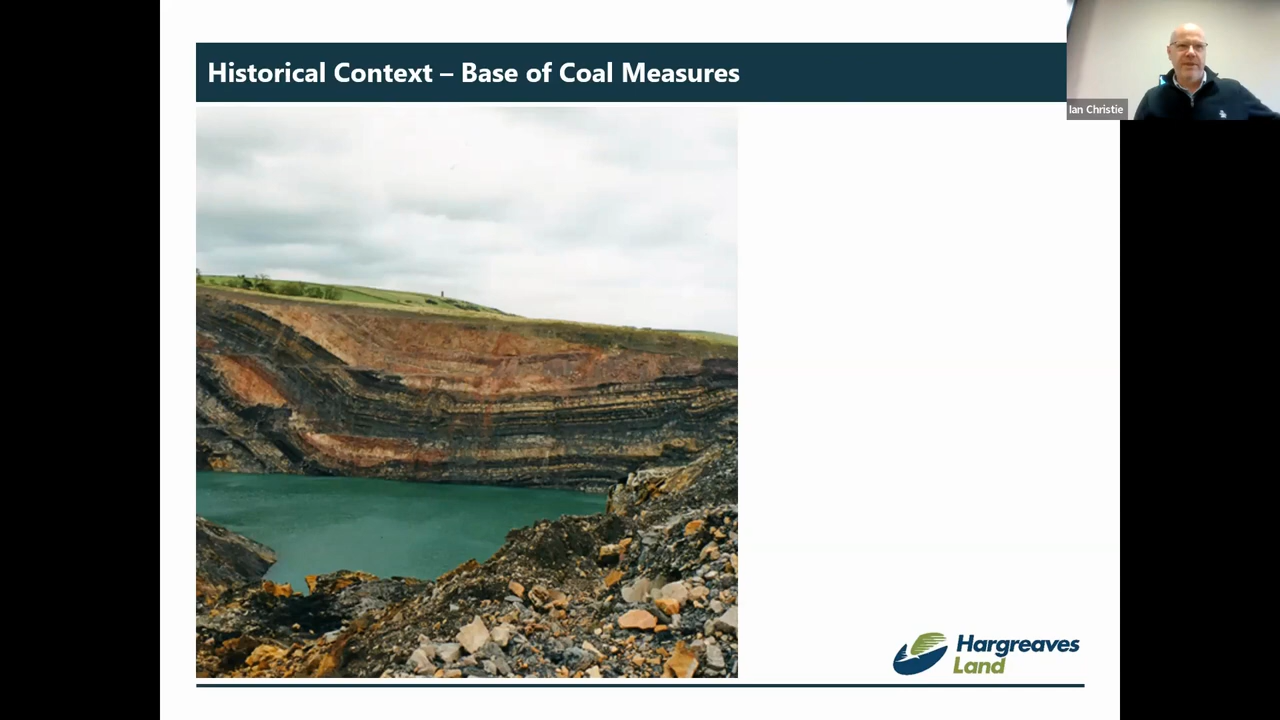 Historical Context – Base of Coal Measures
Ian Christie
Hargreaves
Land